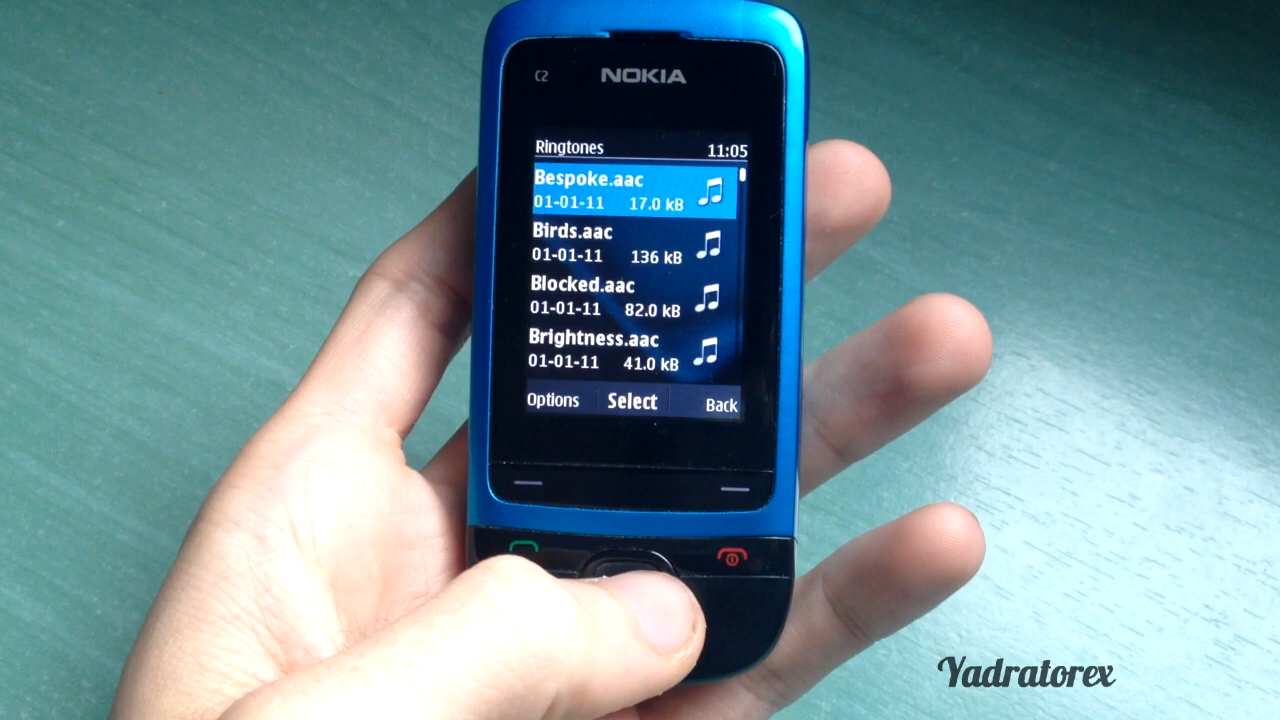 C2 NOKIA
Ringtones 11:05
Bespoke.aac
01-01-11 17.0 kB
Birds.aac
01-01-11 136 kB
Blocked.aac
01-01-11 82.0 kB
Brightness.aac
01-01-11 41.0 kB
Options Select Back
Yadratorex